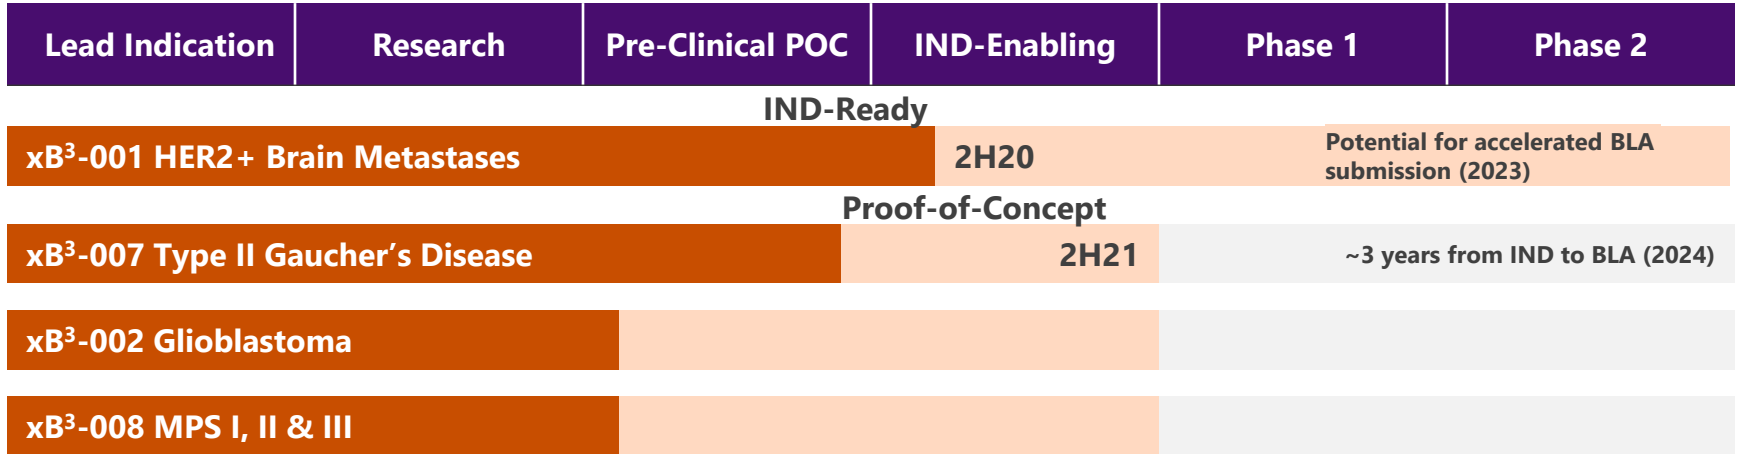 Lead Indication Research Pre-Clinical POC IND-Enabling Phase 1 Phase 2
IND-Ready
xB³-001 HER2+ Brain Metastases 2H20 Potential for accelerated BLA
submission (2023)
Proof-of-Concept
xB³-007 Type II Gaucher’s Disease 2H21 ~3 years from IND to BLA (2024)
xB³-002 Glioblastoma
xB³-008 MPS I, II & III